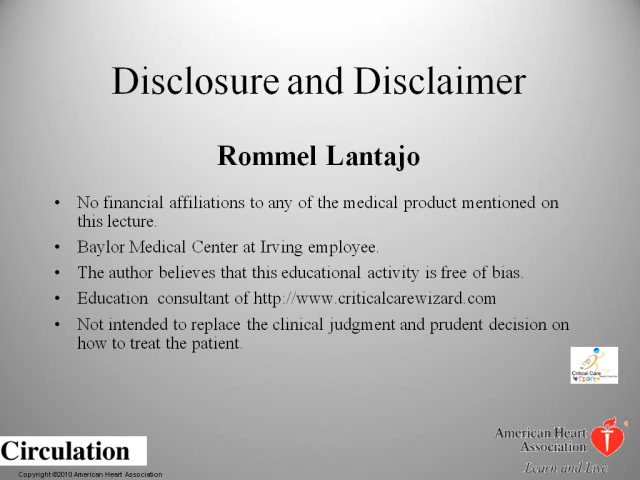 Disclosure and Disclaimer
Rommel Lantajo
• No financial affiliations to any of the medical product mentioned on
this lecture.
• Baylor Medical Center at Irving employee.
• The author believes that this educational activity is free of bias.
• Education consultant of http://www.criticalcarewizard.com
• Not intended to replace the clinical judgment and prudent decision on
how to treat the patient.
Critical Care
American Heart
Association
Learn and Live
Circulation
Copyright ©2010 American Heart Association